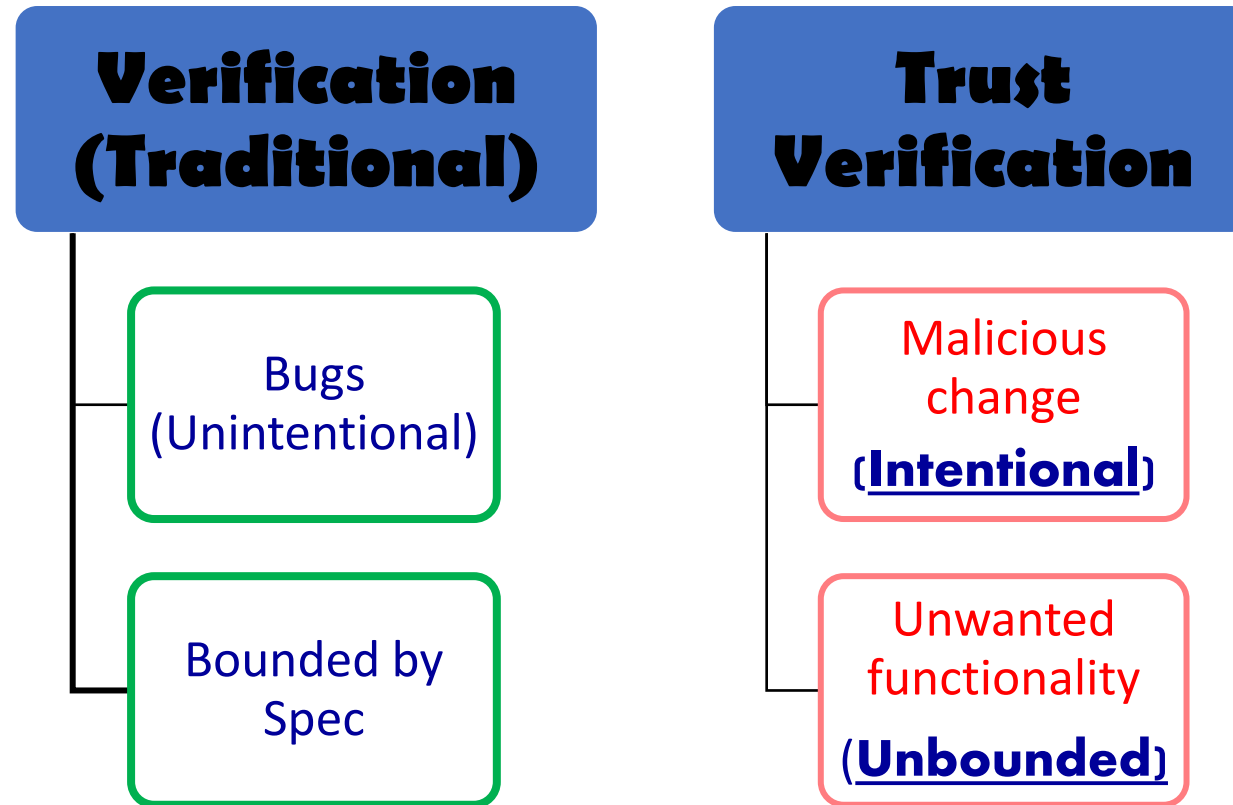 Verification
(Traditional)
Bugs
(Unintentional)
Bounded by
Spec
Trust
Verification
Malicious
change
(Intentional)
Unwanted
functionality
(Unbounded)